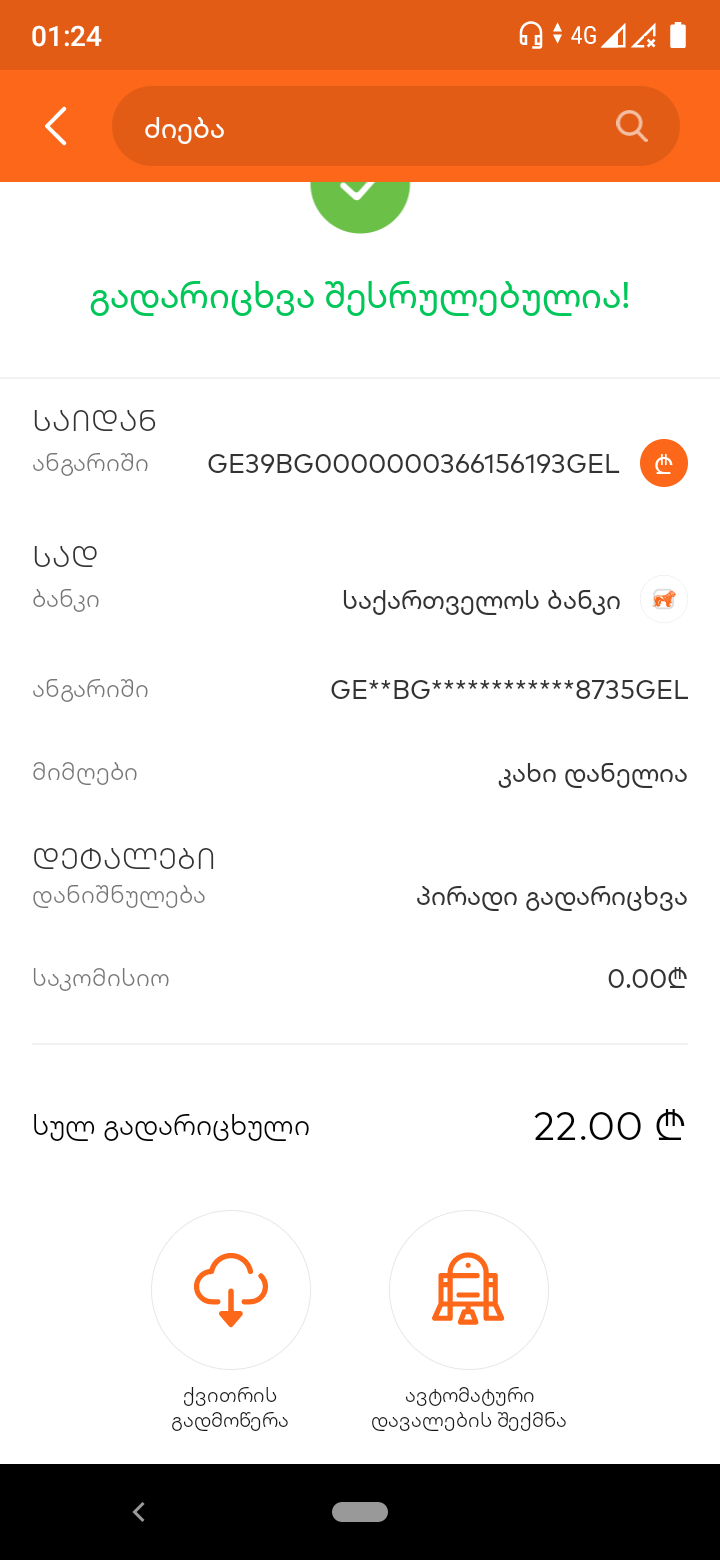 01:24
4G
ძიება
გადარიცხვა შესრულებულია!
ᲡᲐᲘᲓᲐᲜ
ანგარიში GE39BG0000000366156193GEL ₾
ᲡᲐᲓ
ბანკი საქართველოს ბანკი
ანგარიში GE**BG************8735GEL
მიმღები კახი დანელია
ᲓᲔᲢᲐᲚᲔᲑᲘ
დანიშნულება პირადი გადარიცხვა
საკომისიო 0.00₾
სულ გადარიცხული 22.00 ₾
ქვითრის
გადმოწერა
ავტომატური
დავალების შექმნა